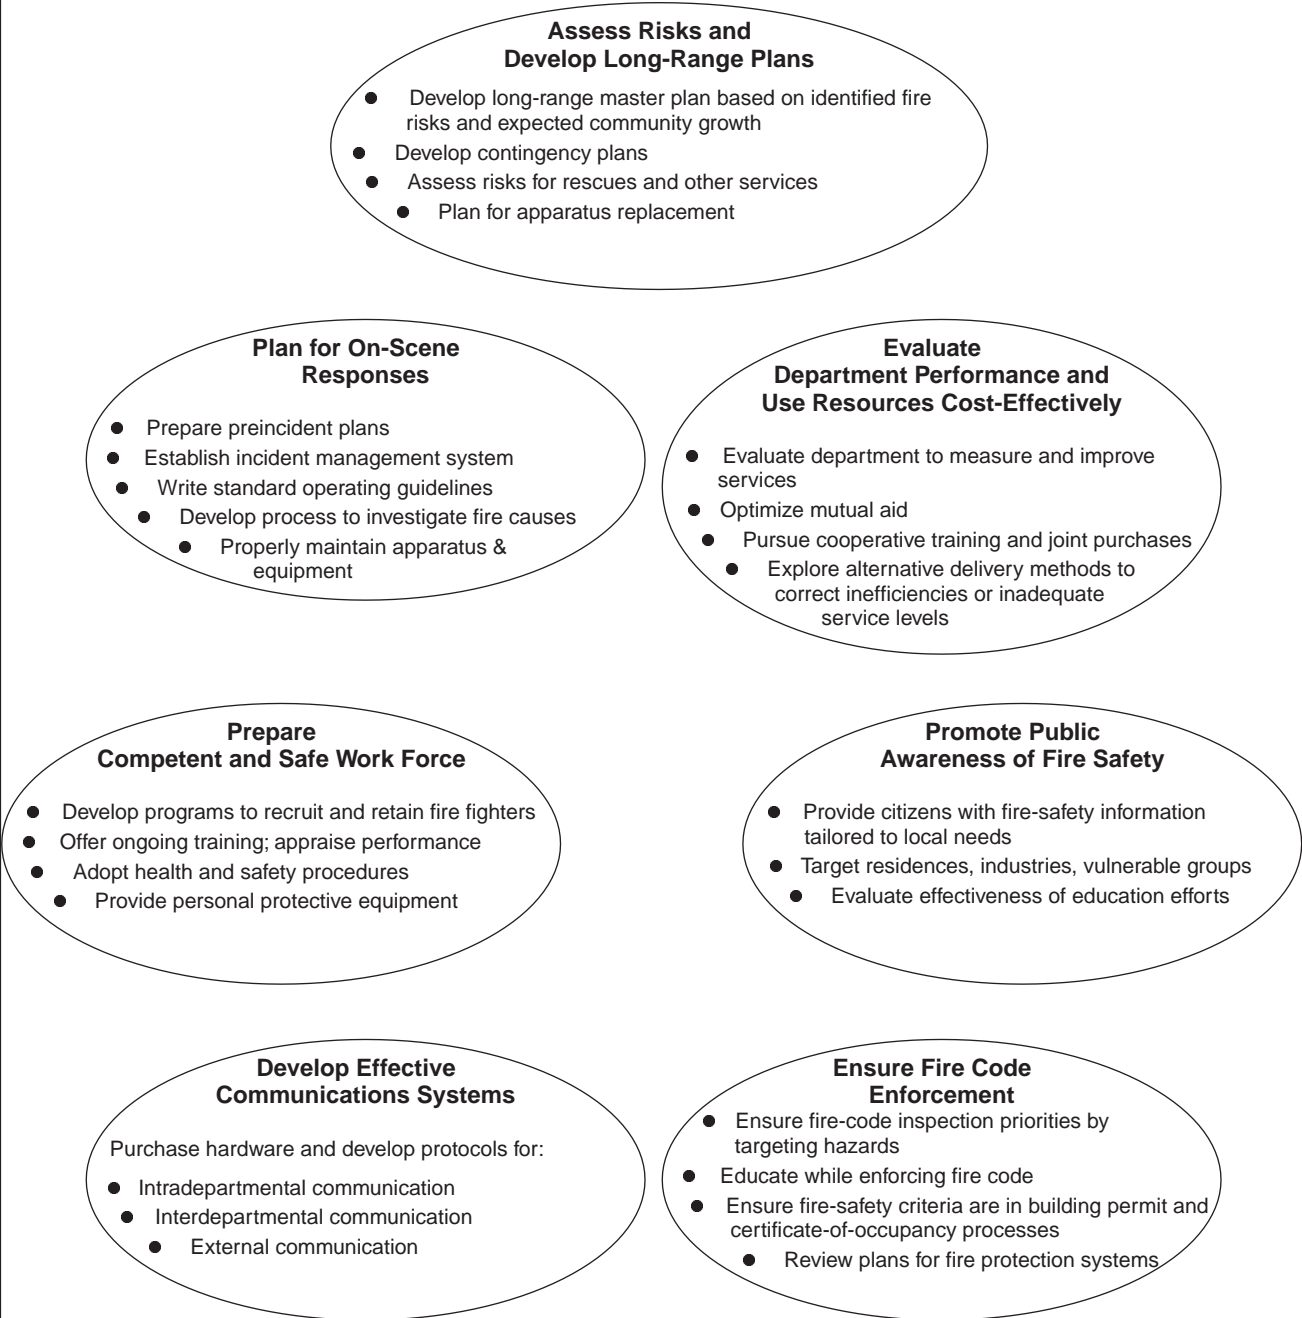 Assess Risks and
Develop Long-Range Plans
● Develop long-range master plan based on identified fire
risks and expected community growth
● Develop contingency plans
● Assess risks for rescues and other services
● Plan for apparatus replacement
Plan for On-Scene
Responses
● Prepare preincident plans
● Establish incident management system
● Write standard operating guidelines
● Develop process to investigate fire causes
● Properly maintain apparatus &
equipment
Evaluate
Department Performance and
Use Resources Cost-Effectively
● Evaluate department to measure and improve
services
● Optimize mutual aid
● Pursue cooperative training and joint purchases
● Explore alternative delivery methods to
correct inefficiencies or inadequate
service levels
Prepare
Competent and Safe Work Force
● Develop programs to recruit and retain fire fighters
● Offer ongoing training; appraise performance
● Adopt health and safety procedures
● Provide personal protective equipment
Promote Public
Awareness of Fire Safety
● Provide citizens with fire-safety information
tailored to local needs
● Target residences, industries, vulnerable groups
● Evaluate effectiveness of education efforts
Develop Effective
Communications Systems
Purchase hardware and develop protocols for:
● Intradepartmental communication
● Interdepartmental communication
● External communication
Ensure Fire Code
Enforcement
● Ensure fire-code inspection priorities by
targeting hazards
● Educate while enforcing fire code
● Ensure fire-safety criteria are in building permit and
certificate-of-occupancy processes
● Review plans for fire protection systems